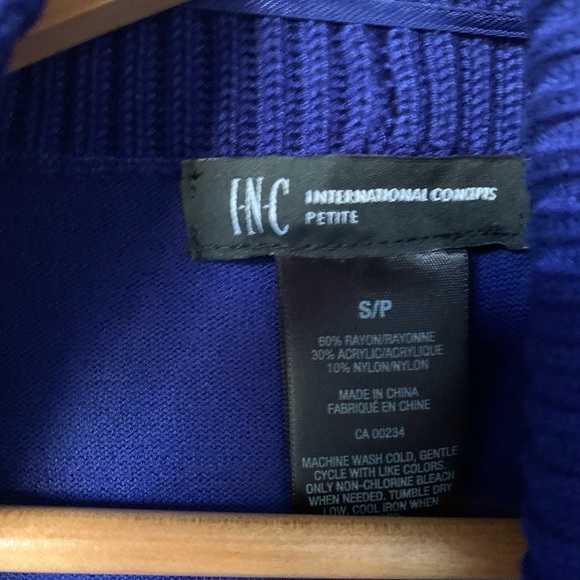 I·N·C INTERNATIONAL CONCEPTS
PETITE
S/P
60% RAYON/RAYONNE
30% ACRYLIC/ACRYLIQUE
10% NYLON/NYLON
MADE IN CHINA
FABRIQUÉ EN CHINE
CA 00234
MACHINE WASH COLD, GENTLE
CYCLE WITH LIKE COLORS.
ONLY NON-CHLORINE BLEACH
WHEN NEEDED. TUMBLE DRY
LOW, COOL IRON WHEN